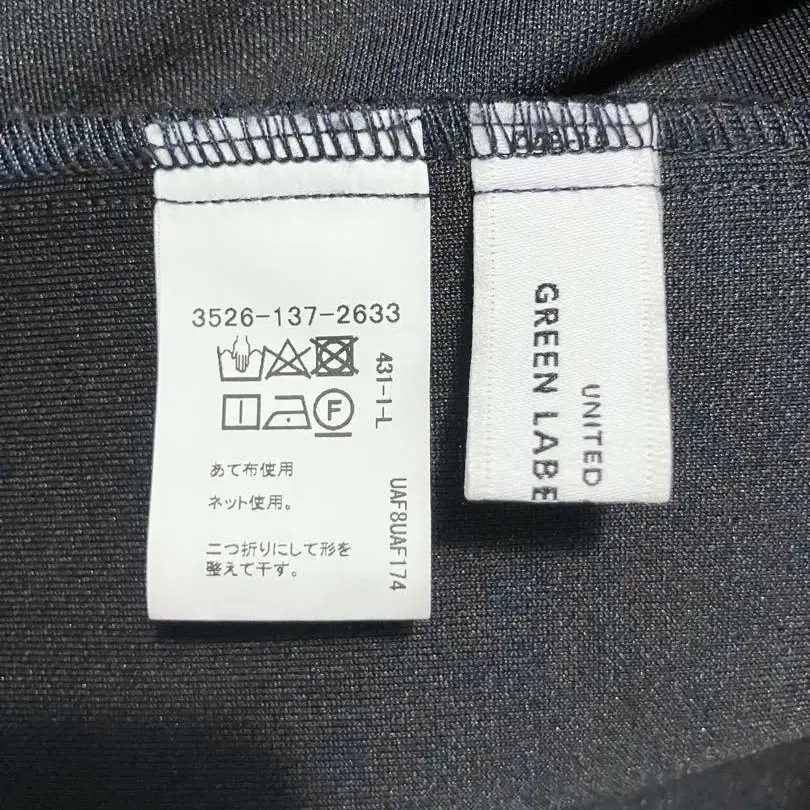 3526-137-2633
431-1-L
F
あて布使用
ネット使用。
二つ折りにして形を
整えて干す。
UAF8UAF174
UNITED
GREEN LABE